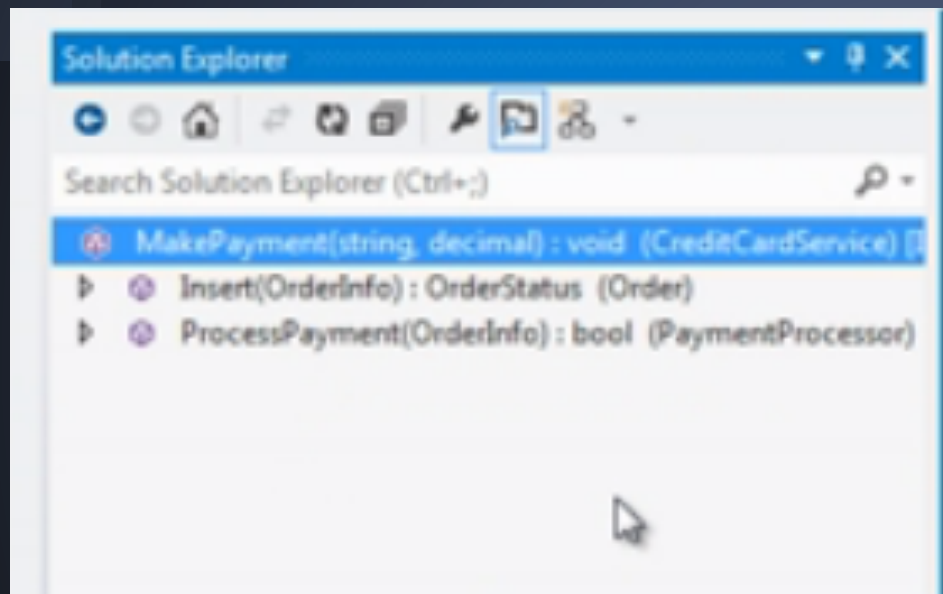 Solution Explorer
Search Solution Explorer (Ctrl+;)
MakePayment(string, decimal) : void (CreditCardService)
Insert(OrderInfo) : OrderStatus (Order)
ProcessPayment(OrderInfo) : bool (PaymentProcessor)